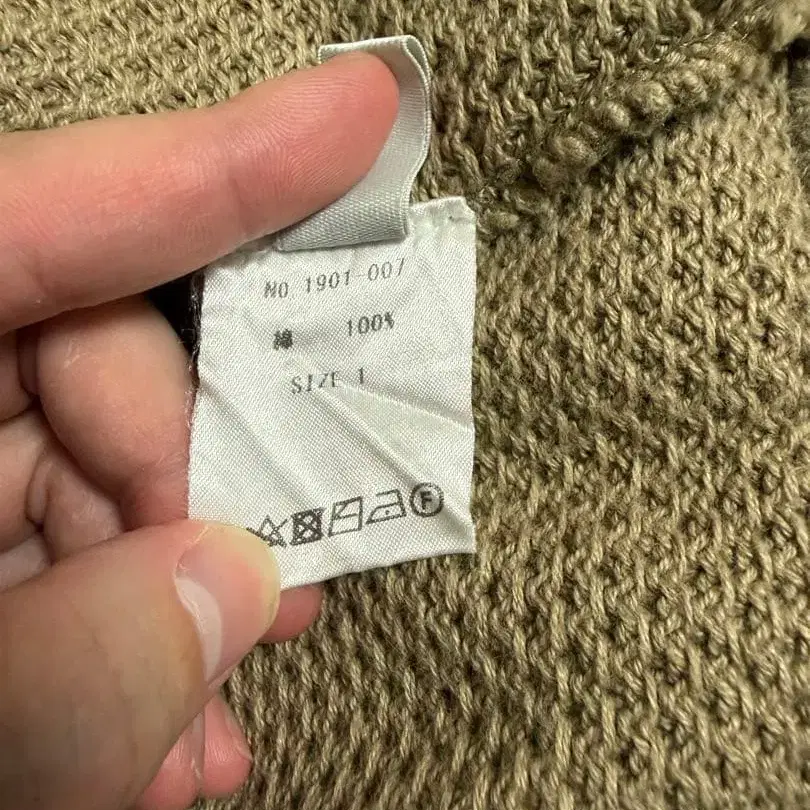 NO 1901-007
綿 100%
SIZE 1
F